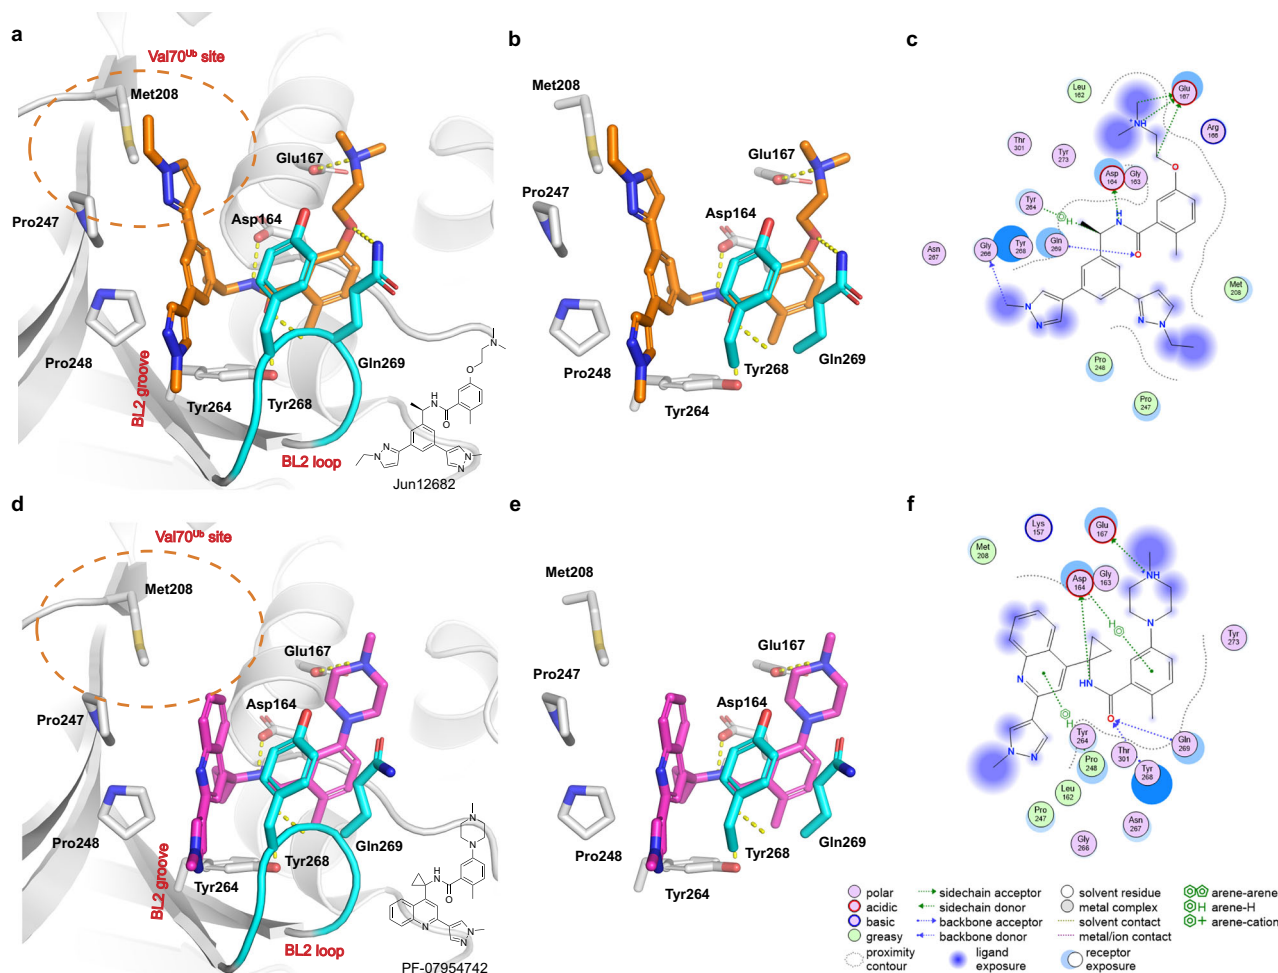 a
Val70Ub site
Met208
Glu167
Pro247
Asp164
Pro248
BL2 groove
Tyr264
Tyr268
Gln269
BL2 loop
N
O
NH
O
N
N
N
N
Jun12682
b
Met208
Glu167
Pro247
Asp164
Pro248
Tyr268
Gln269
Tyr264
c
Leu 162
Glu 167
NH
+
Arg 166
Thr 301
Tyr 273
Asp 164
Gly 163
O
Tyr 264
H
NH
Asn 267
Gly 266
Tyr 268
Gln 269
O
Met 208
N
N
N
N
Pro 248
Pro 247
d
Val70Ub site
Met208
Glu167
Pro247
Asp164
Pro248
Tyr268
Gln269
Tyr264
BL2 loop
N
N
HN
O
N
N
N
PF-07954742
e
Met208
Glu167
Pro247
Asp164
Pro248
Tyr268
Gln269
Tyr264
f
Lys 157
Glu 167
Met 208
Asp 164
Gly 163
NH
H
N
Tyr 273
N
NH
O
H
Tyr 264
Pro 248
Thr 301
Gln 269
Tyr 268
N
N
Leu 162
Pro 247
Asn 267
Gly 266
polar
acidic
basic
greasy
proximity contour
sidechain acceptor
sidechain donor
backbone acceptor
backbone donor
ligand exposure
solvent residue
metal complex
solvent contact
metal/ion contact
receptor exposure
arene-arene
H arene-H
+ arene-cation